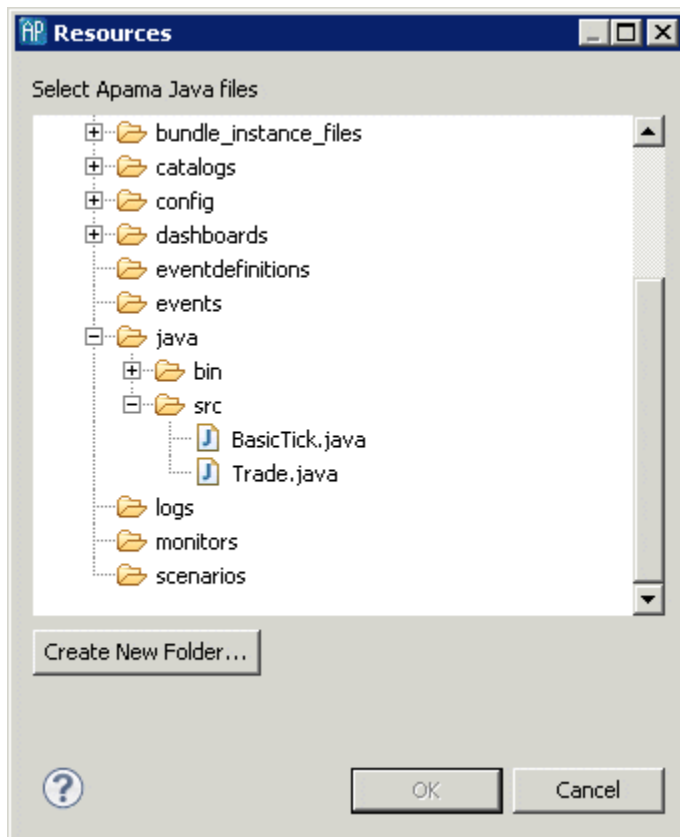 AP Resources
Select Apama Java files
bundle_instance_files
catalogs
config
dashboards
eventdefinitions
events
java
bin
src
J BasicTick.java
J Trade.java
logs
monitors
scenarios
Create New Folder...
?
OK
Cancel